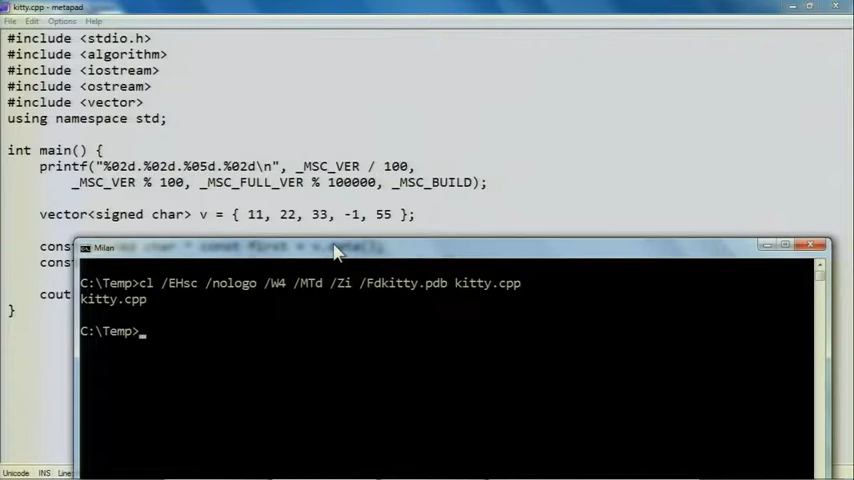 kitty.cpp - metapad
File Edit Options Help
#include <stdio.h>
#include <algorithm>
#include <iostream>
#include <ostream>
#include <vector>
using namespace std;
int main() {
printf("%02d.%02d.%05d.%02d\n", _MSC_VER / 100,
_MSC_VER % 100, _MSC_FULL_VER % 100000, _MSC_BUILD);
vector<signed char> v = { 11, 22, 33, -1, 55 };
cons
cons
cout
}
Milan
C:\Temp>cl /EHsc /nologo /W4 /MTd /Zi /Fdkitty.pdb kitty.cpp
kitty.cpp
C:\Temp>_
Unicode INS Line: